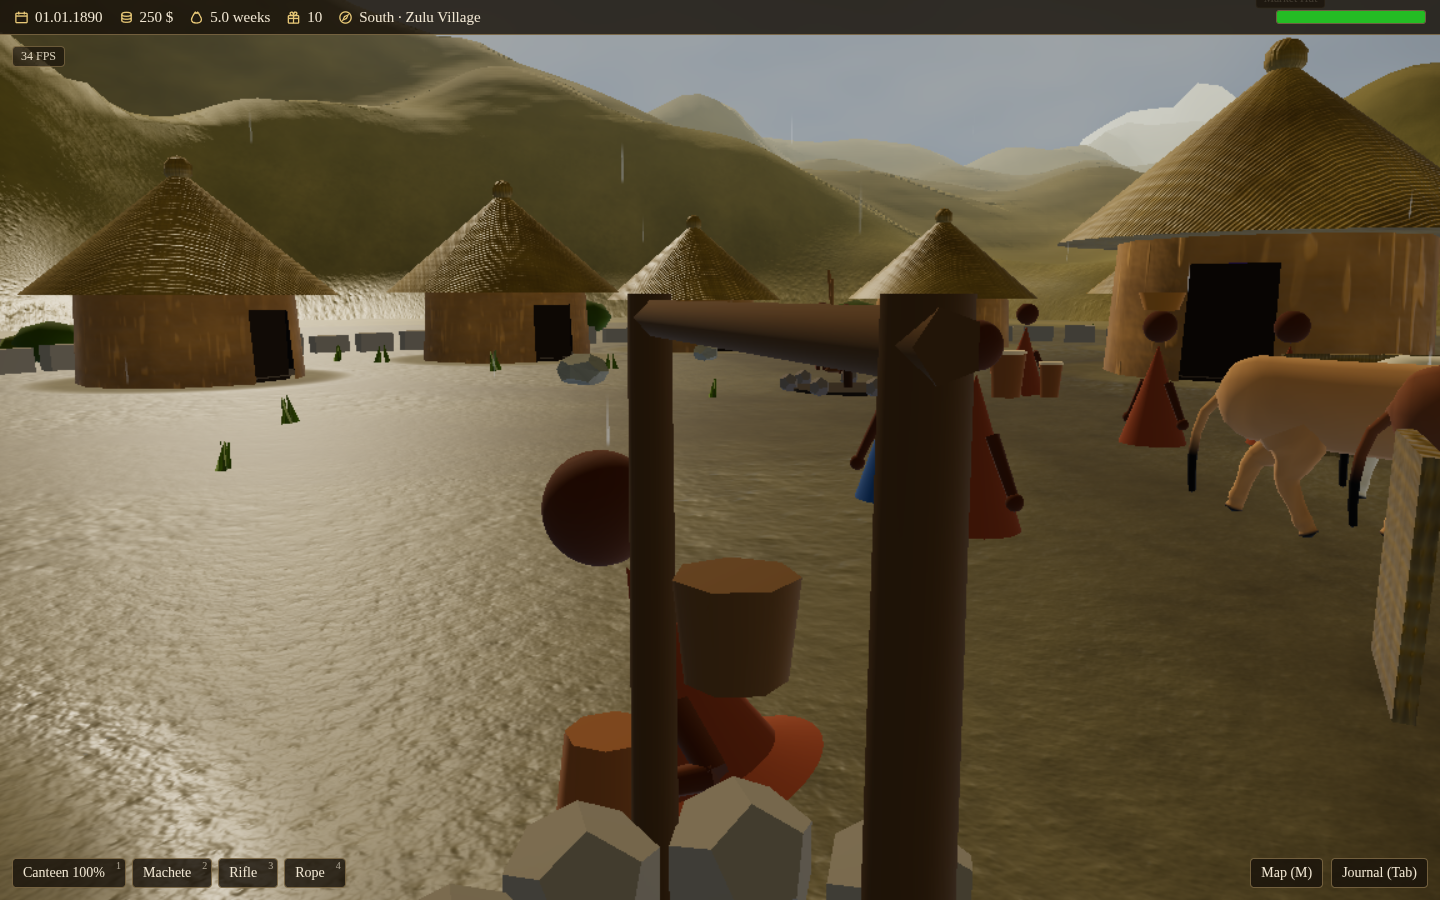 01.01.1890 250 $ 5.0 weeks 10 South · Zulu Village
34 FPS
Canteen 100% 1 Machete 2 Rifle 3 Rope 4
Map (M) Journal (Tab)